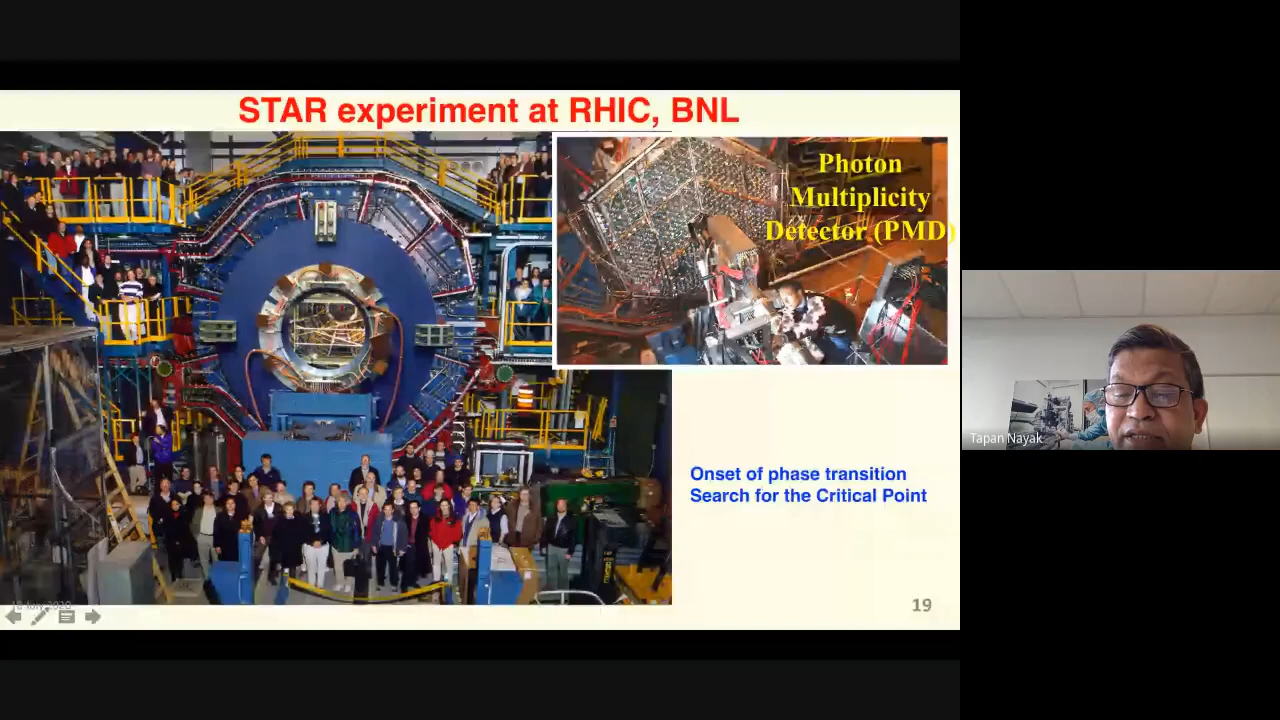 STAR experiment at RHIC, BNL
Photon
Multiplicity
Detector (PMD)
Onset of phase transition
Search for the Critical Point
19
Tapan Nayak